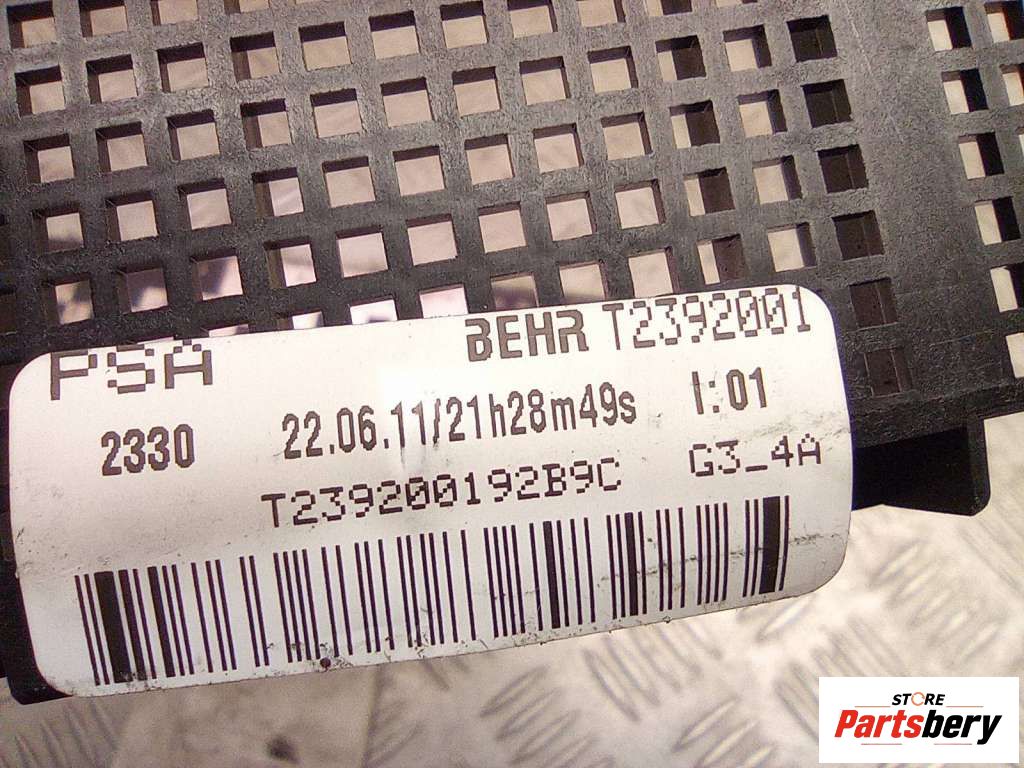 PSA BEHR T2392001
2330 22.06.11/21h28m49s I:01
T239200192B9C G3_4A
STORE
Partsbery